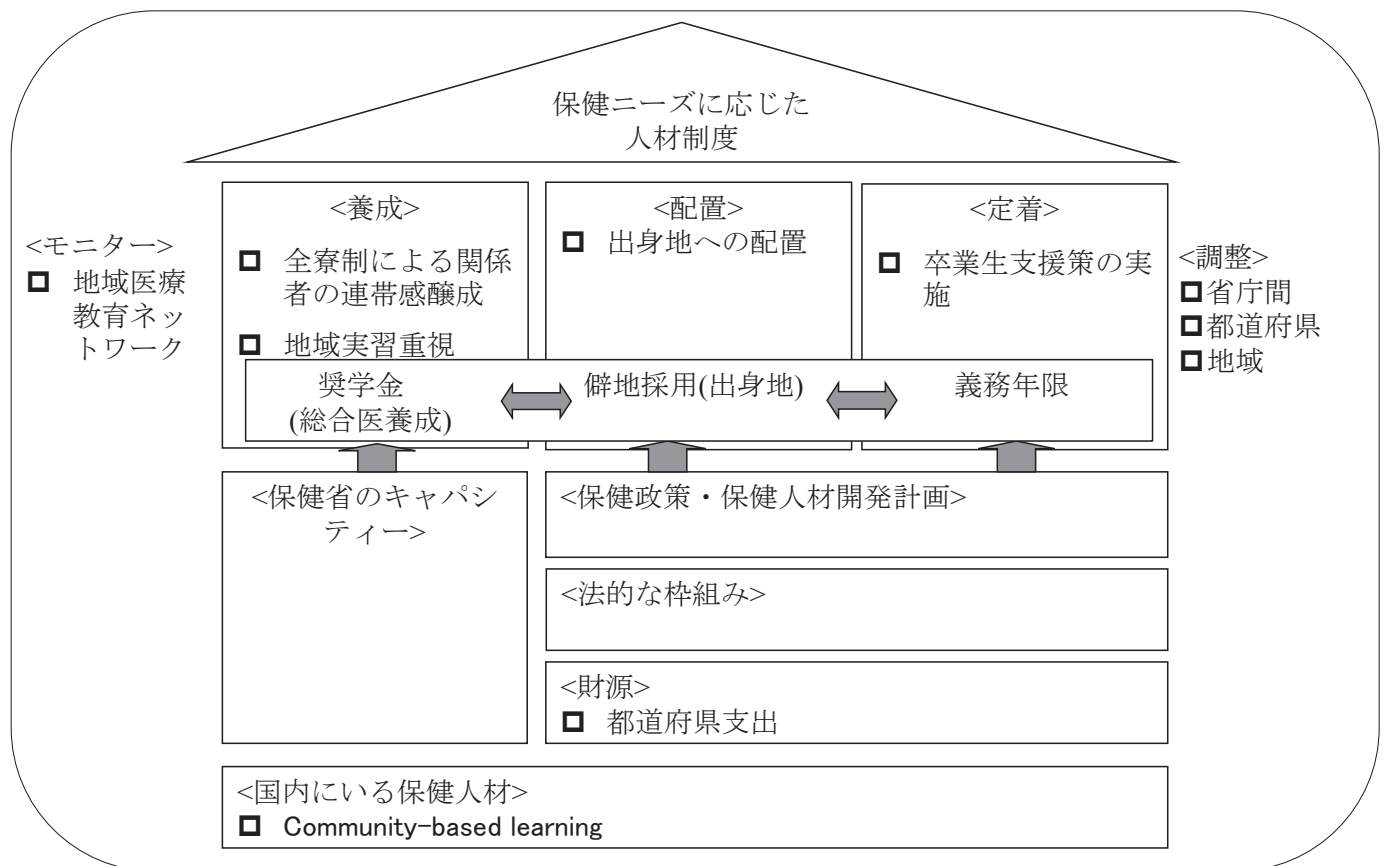 保健ニーズに応じた
人材制度
<モニター>
地域医療
教育ネッ
トワーク
<養成>
全寮制による関係
者の連帯感醸成
地域実習重視
<配置>
出身地への配置
<定着>
卒業生支援策の実
施
<調整>
省庁間
都道府県
地域
奨学金
(総合医養成)
僻地採用(出身地)
義務年限
<保健省のキャパシ
ティー>
<保健政策・保健人材開発計画>
<法的な枠組み>
<財源>
都道府県支出
<国内にいる保健人材>
Community-based learning